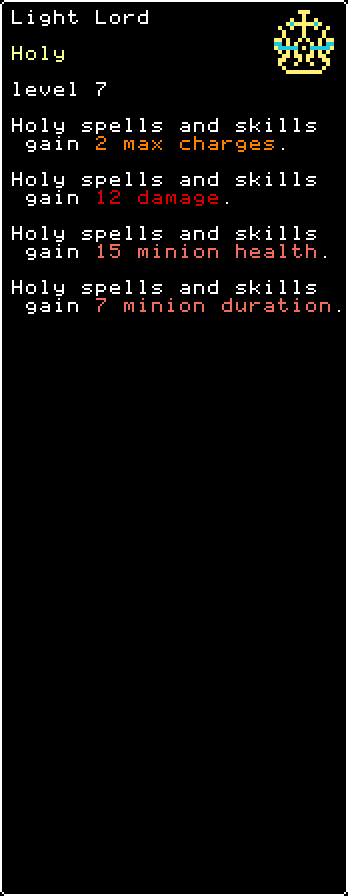 Light Lord
Holy
level 7
Holy spells and skills
gain 2 max charges.
Holy spells and skills
gain 12 damage.
Holy spells and skills
gain 15 minion health.
Holy spells and skills
gain 7 minion duration.